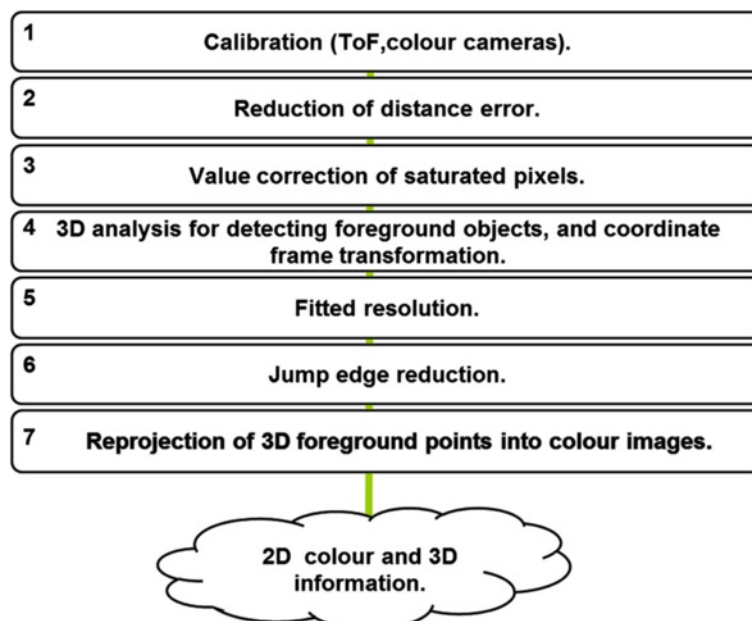 1
Calibration (ToF,colour cameras).
2
Reduction of distance error.
3
Value correction of saturated pixels.
4
3D analysis for detecting foreground objects, and coordinate
frame transformation.
5
Fitted resolution.
6
Jump edge reduction.
7
Reprojection of 3D foreground points into colour images.
2D colour and 3D
information.